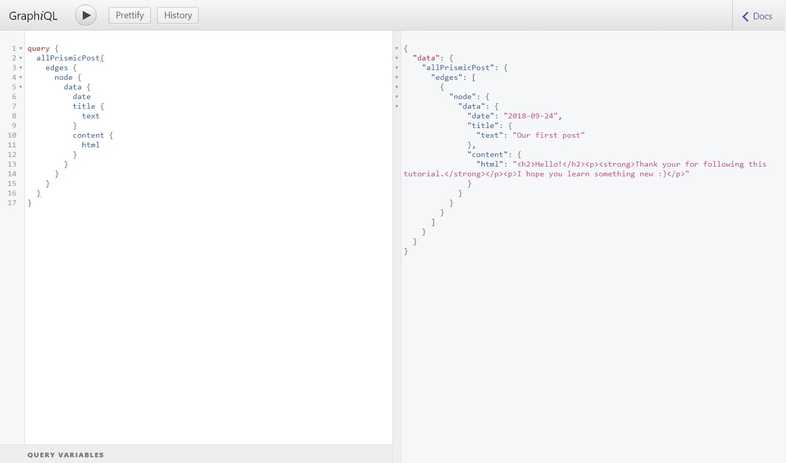 GraphiQL
Prettify
History
Docs
1 query {
2 allPrismicPost{
3 edges {
4 node {
5 data {
6 date
7 title {
8 text
9 }
10 content {
11 html
12 }
13 }
14 }
15 }
16 }
17 }
QUERY VARIABLES
{
"data": {
"allPrismicPost": {
"edges": [
{
"node": {
"data": {
"date": "2018-09-24",
"title": {
"text": "Our first post"
},
"content": {
"html": "<h2>Hello!</h2><p><strong>Thank your for following this
tutorial.</strong></p><p>I hope you learn something new :)</p>"
}
}
}
}
]
}
}
}